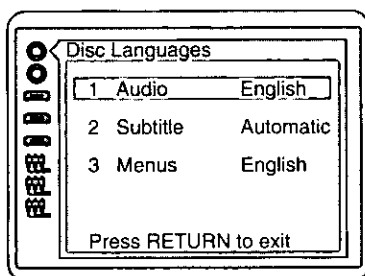 Disc Languages
1 Audio English
2 Subtitle Automatic
3 Menus English
Press RETURN to exit